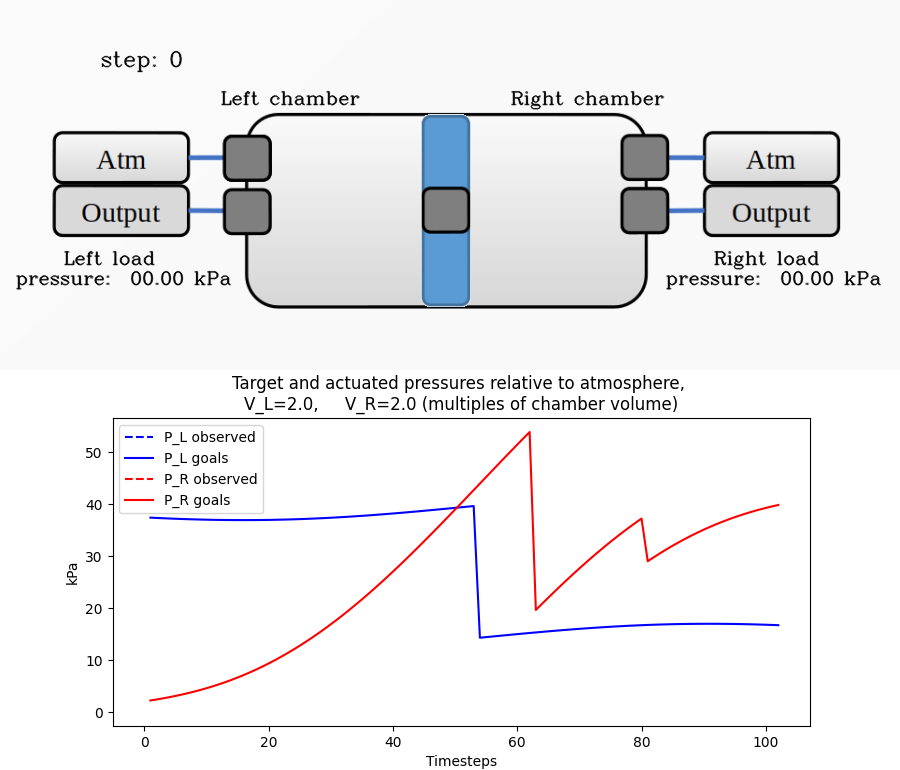 step: 0
Left chamber
Right chamber
Atm
Atm
Output
Output
Left load
pressure: 00.00 kPa
Right load
pressure: 00.00 kPa
Target and actuated pressures relative to atmosphere,
V_L=2.0, V_R=2.0 (multiples of chamber volume)
P_L observed
P_L goals
P_R observed
P_R goals
kPa
50
40
30
20
10
0
0 20 40 60 80 100
Timesteps